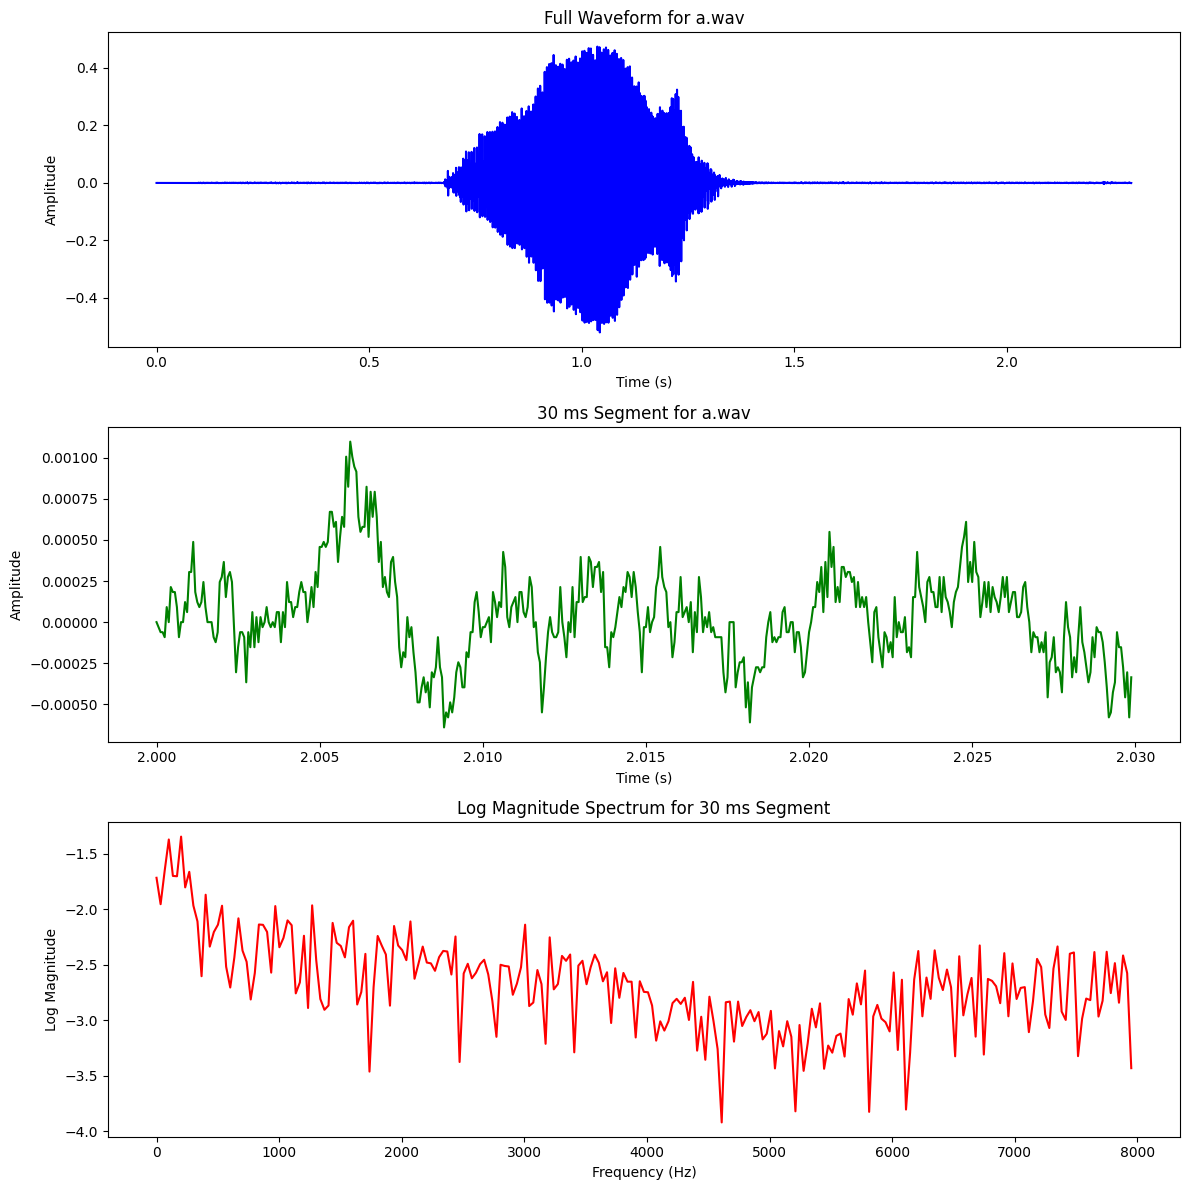 Full Waveform for a.wav
0.4
0.2
0.0
−0.2
−0.4
Amplitude
0.0 0.5 1.0 1.5 2.0
Time (s)
30 ms Segment for a.wav
0.00100
0.00075
0.00050
0.00025
0.00000
−0.00025
−0.00050
Amplitude
2.000 2.005 2.010 2.015 2.020 2.025 2.030
Time (s)
Log Magnitude Spectrum for 30 ms Segment
−1.5
−2.0
−2.5
−3.0
−3.5
−4.0
Log Magnitude
0 1000 2000 3000 4000 5000 6000 7000 8000
Frequency (Hz)